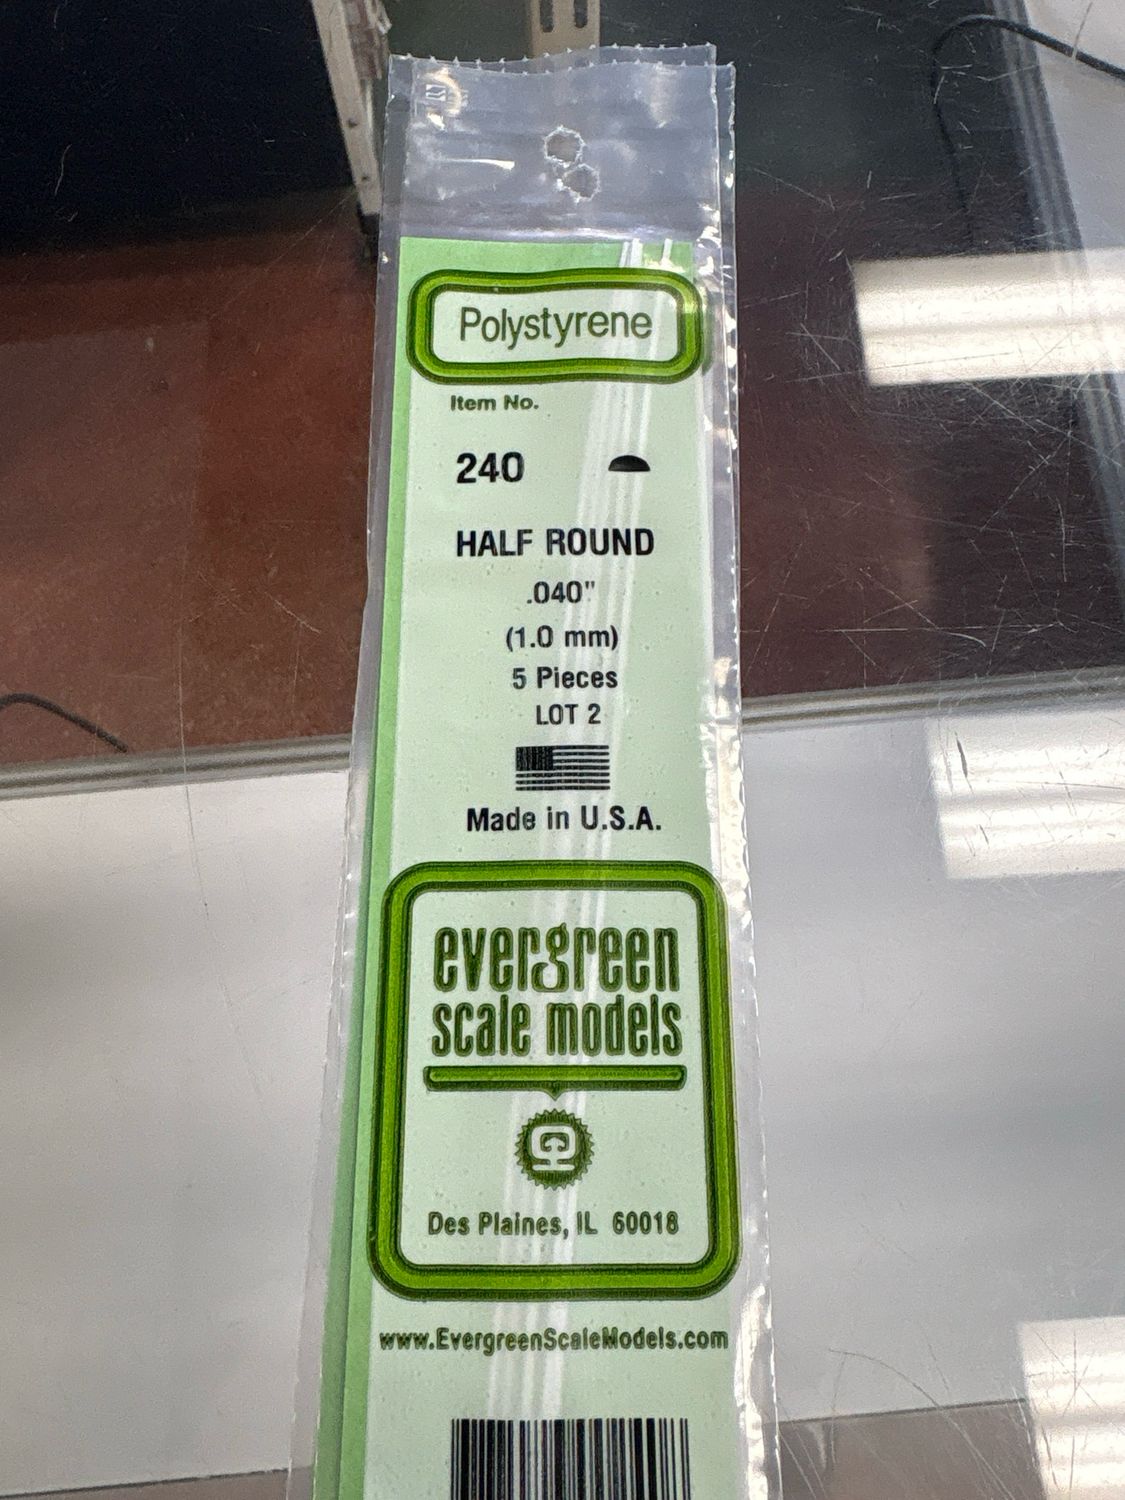 Polystyrene
Item No.
240
HALF ROUND
.040"
(1.0 mm)
5 Pieces
LOT 2
Made in U.S.A.
evergreen
scale models
Des Plaines, IL 60018
www.EvergreenScaleModels.com